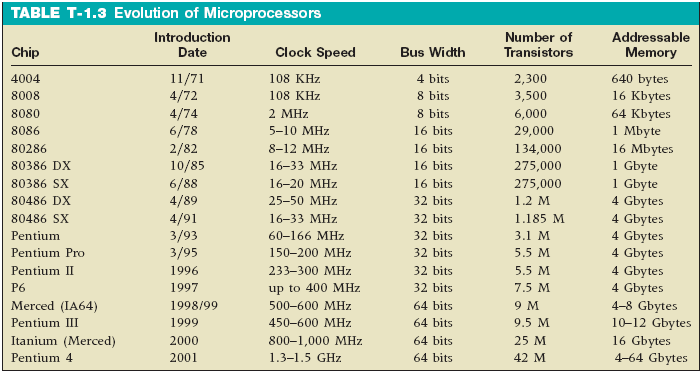 TABLE T-1.3 Evolution of Microprocessors
Introduction Number of Addressable
Chip Date Clock Speed Bus Width Transistors Memory
4004 11/71 108 KHz 4 bits 2,300 640 bytes
8008 4/72 108 KHz 8 bits 3,500 16 Kbytes
8080 4/74 2 MHz 8 bits 6,000 64 Kbytes
8086 6/78 5–10 MHz 16 bits 29,000 1 Mbyte
80286 2/82 8–12 MHz 16 bits 134,000 16 Mbytes
80386 DX 10/85 16–33 MHz 16 bits 275,000 1 Gbyte
80386 SX 6/88 16–20 MHz 16 bits 275,000 1 Gbyte
80486 DX 4/89 25–50 MHz 32 bits 1.2 M 4 Gbytes
80486 SX 4/91 16–33 MHz 32 bits 1.185 M 4 Gbytes
Pentium 3/93 60–166 MHz 32 bits 3.1 M 4 Gbytes
Pentium Pro 3/95 150–200 MHz 32 bits 5.5 M 4 Gbytes
Pentium II 1996 233–300 MHz 32 bits 5.5 M 4 Gbytes
P6 1997 up to 400 MHz 32 bits 7.5 M 4 Gbytes
Merced (IA64) 1998/99 500–600 MHz 64 bits 9 M 4–8 Gbytes
Pentium III 1999 450–600 MHz 64 bits 9.5 M 10–12 Gbytes
Itanium (Merced) 2000 800–1,000 MHz 64 bits 25 M 16 Gbytes
Pentium 4 2001 1.3–1.5 GHz 64 bits 42 M 4–64 Gbytes